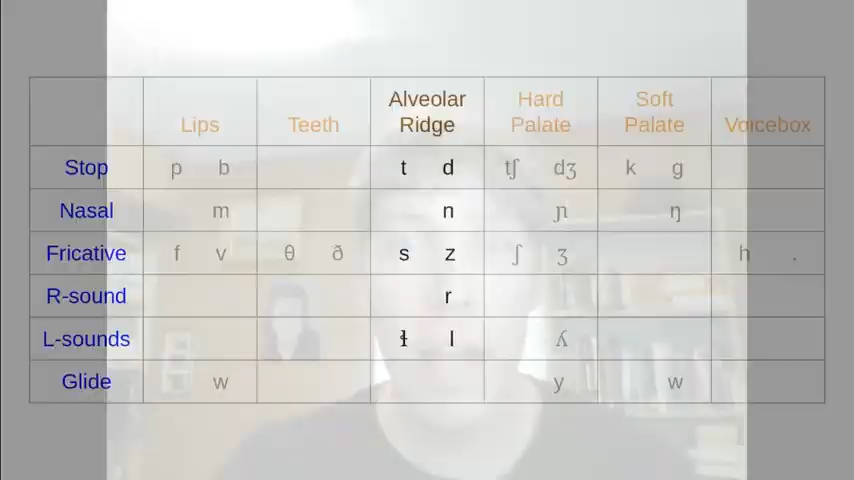 Lips Teeth Alveolar Ridge Hard Palate Soft Palate Voicebox
Stop p b t d tʃ dʒ k g
Nasal m n ɲ ŋ
Fricative f v θ ð s z ʃ ʒ h .
R-sound r
L-sounds ɬ l ʎ
Glide w y w